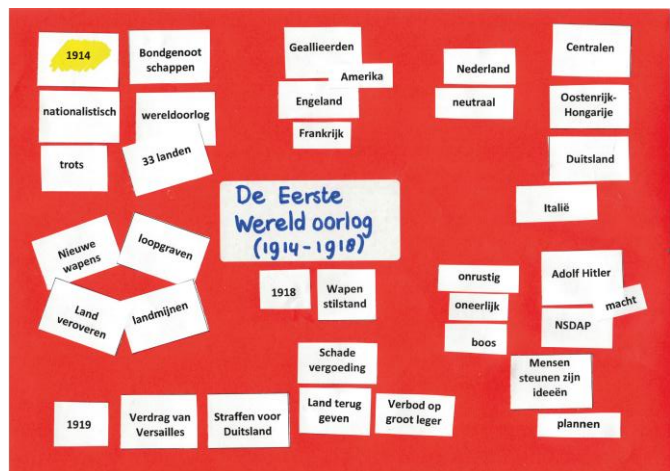 1914
Bondgenoot
schappen
nationalistisch
wereldoorlog
trots
33 landen
Geallieerden
Amerika
Engeland
Frankrijk
Nederland
neutraal
Centralen
Oostenrijk-
Hongarije
Duitsland
Italië
De Eerste
Wereld oorlog
(1914-1918)
Nieuwe
wapens
loopgraven
Land
veroveren
landmijnen
1918
Wapen
stilstand
onrustig
oneerlijk
boos
Adolf Hitler
macht
NSDAP
Mensen
steunen zijn
ideeën
plannen
1919
Verdrag van
Versailles
Straffen voor
Duitsland
Schade
vergoeding
Land terug
geven
Verbod op
groot leger